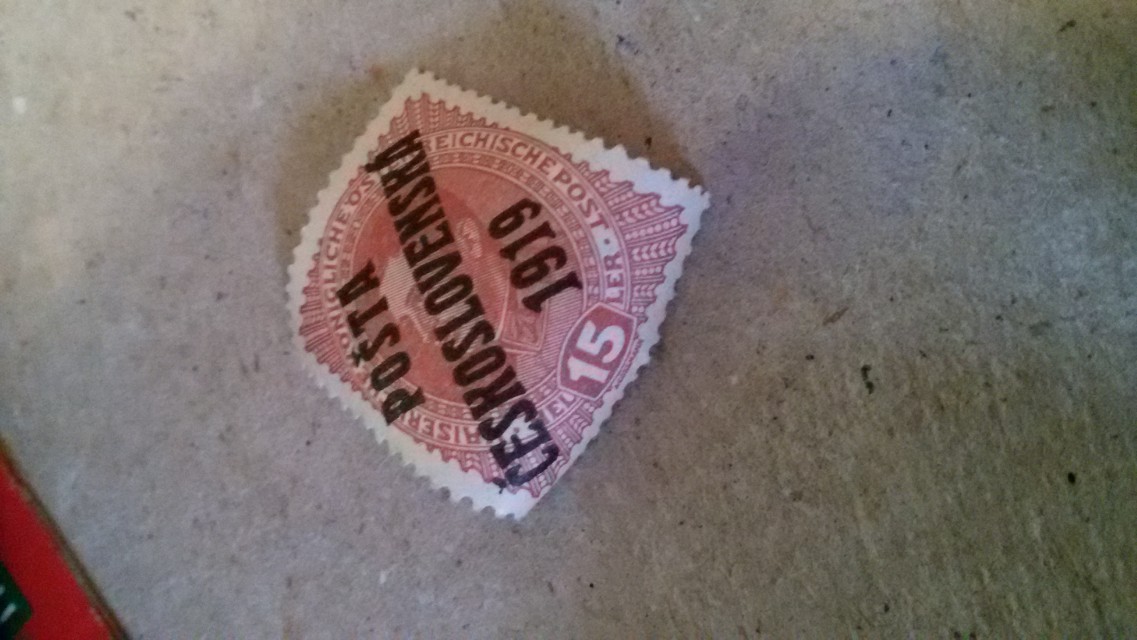 POŠTA
ČESKOSLOVENSKÁ
1919
15
REICHISCHE POST